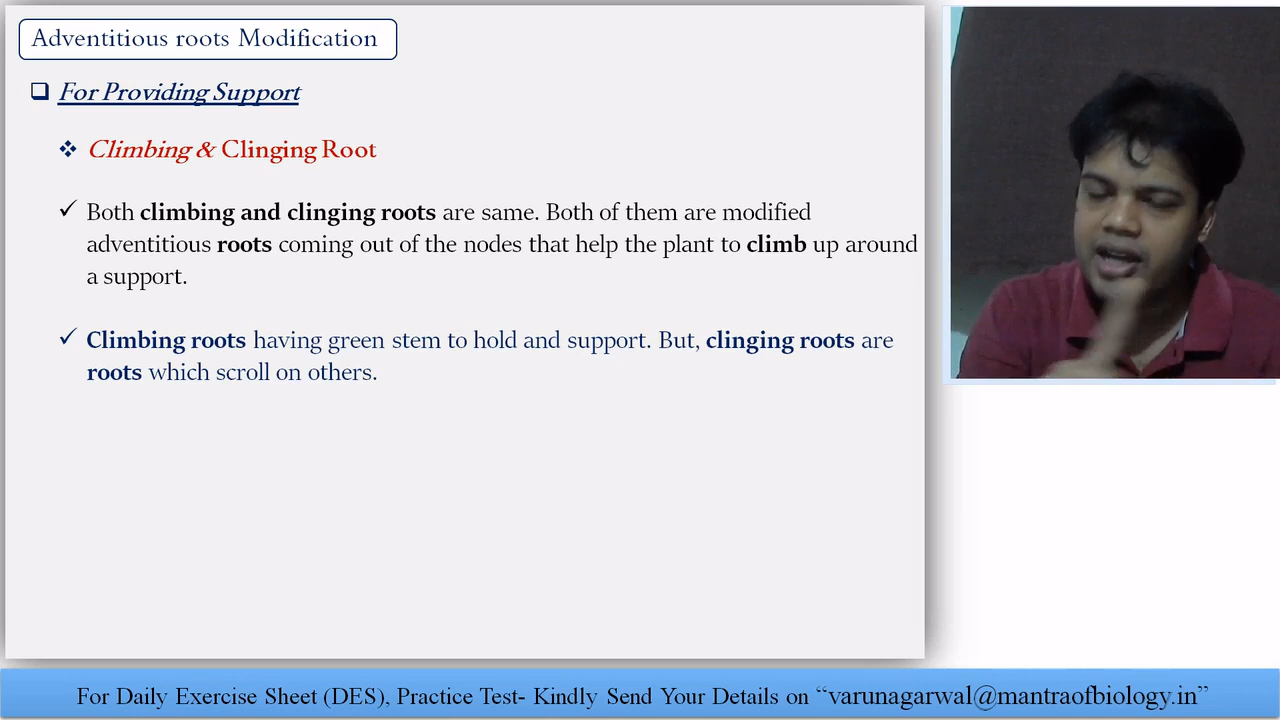 Adventitious roots Modification
For Providing Support
Climbing & Clinging Root
Both climbing and clinging roots are same. Both of them are modified
adventitious roots coming out of the nodes that help the plant to climb up around
a support.
Climbing roots having green stem to hold and support. But, clinging roots are
roots which scroll on others.
For Daily Exercise Sheet (DES), Practice Test- Kindly Send Your Details on “varunagarwal@mantraofbiology.in”